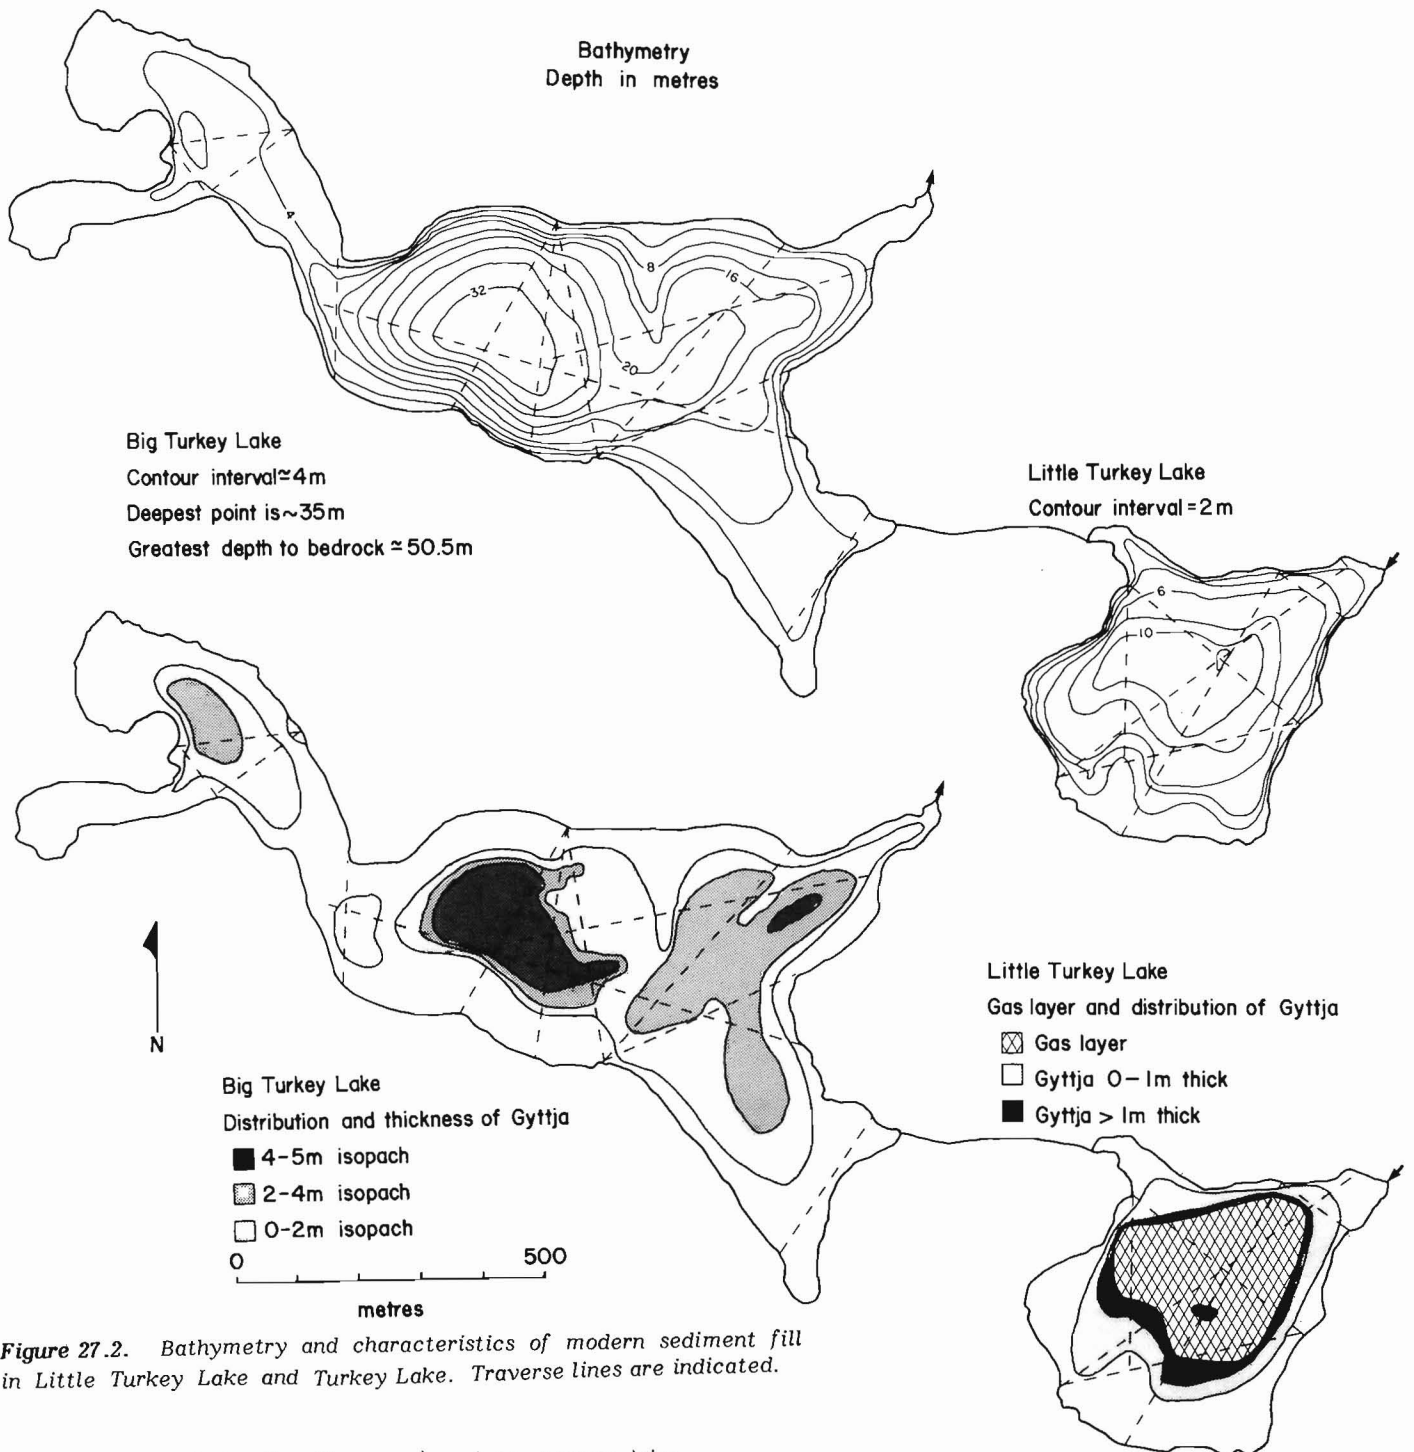 Bathymetry
Depth in metres
4
32
8
16
20
Big Turkey Lake
Contour interval≃4m
Deepest point is~35m
Greatest depth to bedrock ≃50.5m
Little Turkey Lake
Contour interval=2m
6
10
N
Big Turkey Lake
Distribution and thickness of Gyttja
4-5m isopach
2-4m isopach
0-2m isopach
0 500
metres
Little Turkey Lake
Gas layer and distribution of Gyttja
Gas layer
Gyttja 0-1m thick
Gyttja > 1m thick
Figure 27.2. Bathymetry and characteristics of modern sediment fill
in Little Turkey Lake and Turkey Lake. Traverse lines are indicated.